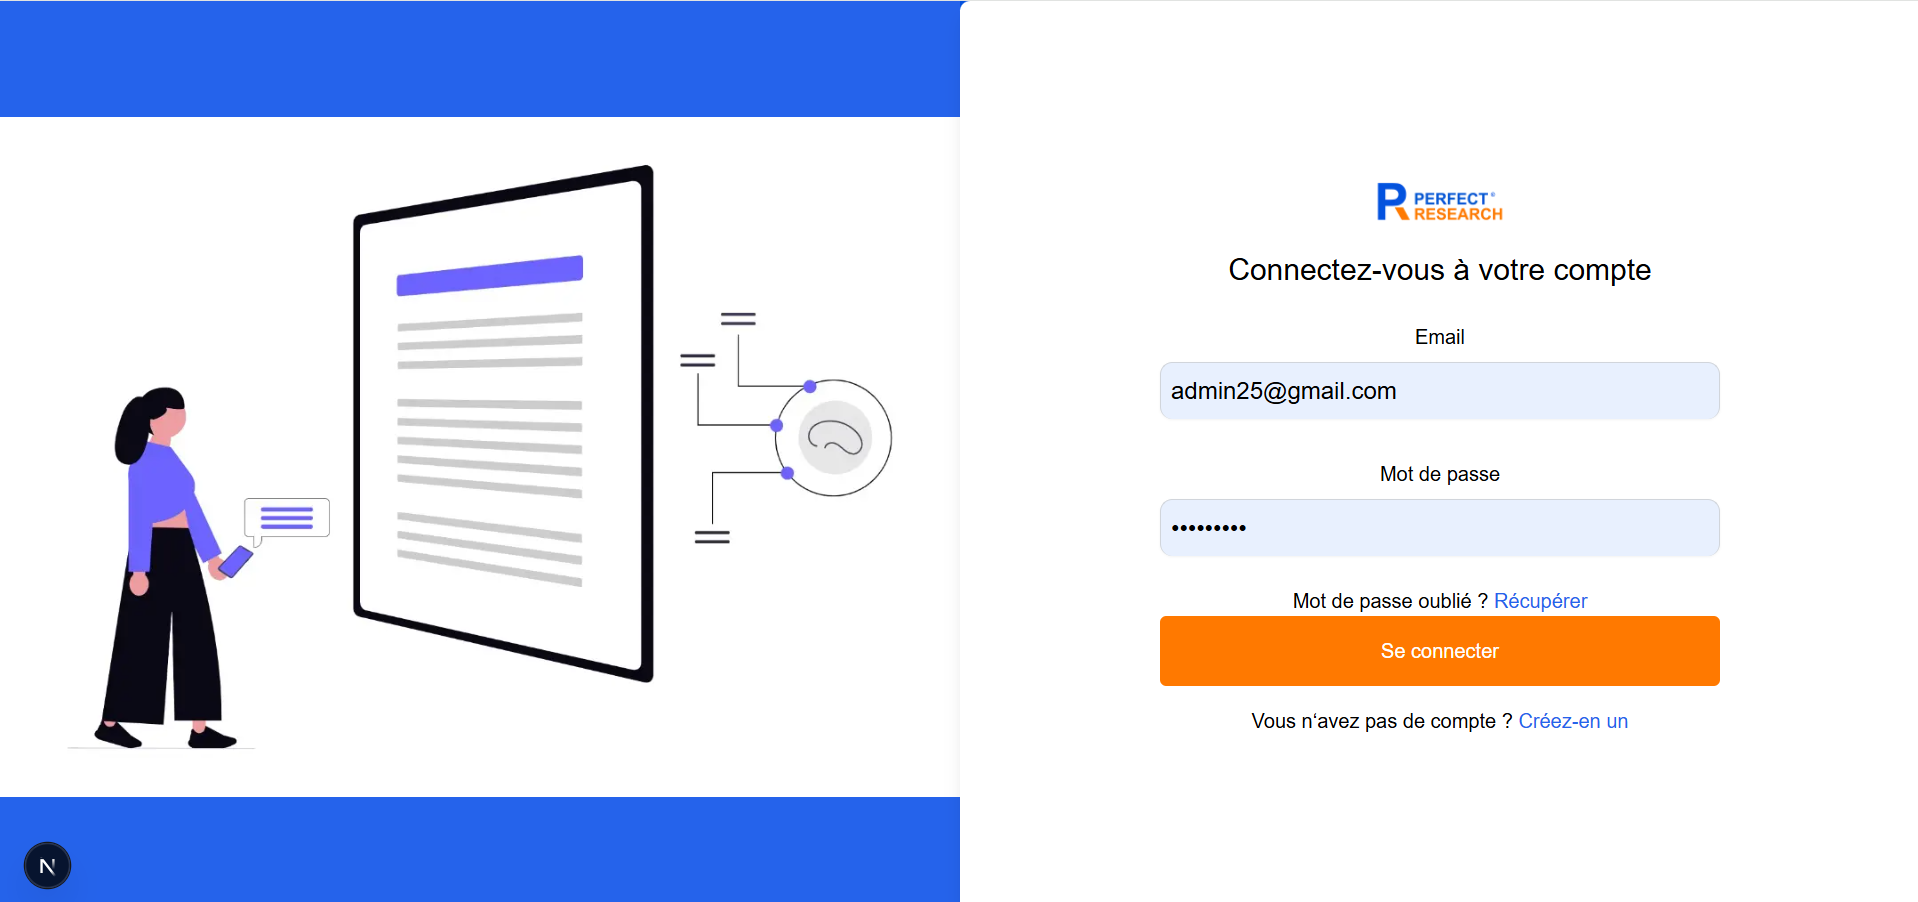 PERFECT®
RESEARCH
Connectez-vous à votre compte
Email
admin25@gmail.com
Mot de passe
•••••••••
Mot de passe oublié ? Récupérer
Se connecter
Vous n‘avez pas de compte ? Créez-en un
N